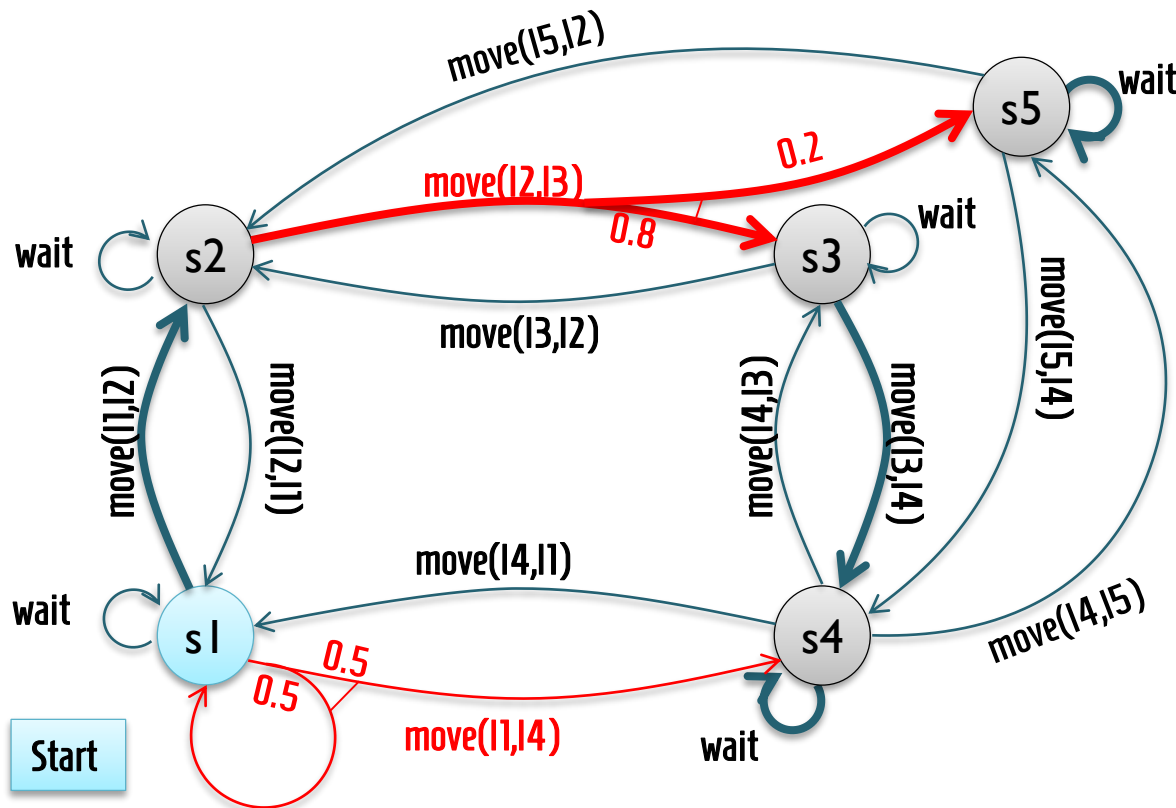 move(l5,l2)
wait
s5
0.2
move(l2,l3)
0.8
wait
wait
s2
s3
move(l3,l2)
move(l5,l4)
move(l1,l2)
move(l2,l1)
move(l4,l3)
move(l3,l4)
move(l4,l1)
move(l4,l5)
wait
s1
s4
0.5
0.5
move(l1,l4)
wait
Start